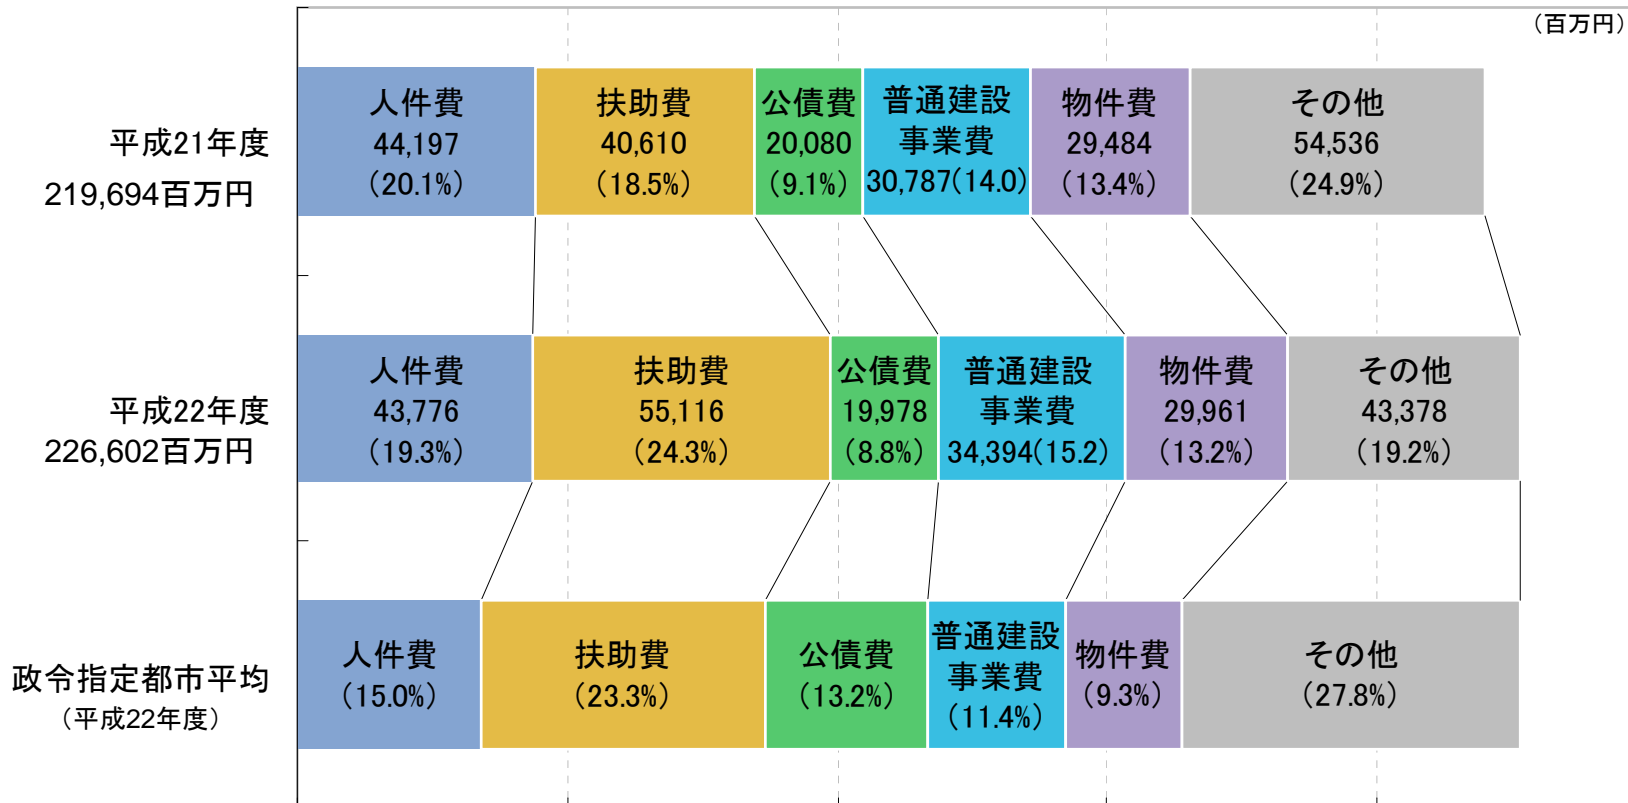 （百万円）
平成21年度
219,694百万円
人件費
44,197
（20.1%）
扶助費
40,610
（18.5%）
公債費
20,080
（9.1%）
普通建設
事業費
30,787(14.0)
物件費
29,484
（13.4%）
その他
54,536
（24.9%）
平成22年度
226,602百万円
人件費
43,776
（19.3%）
扶助費
55,116
（24.3%）
公債費
19,978
（8.8%）
普通建設
事業費
34,394(15.2)
物件費
29,961
（13.2%）
その他
43,378
（19.2%）
政令指定都市平均
（平成22年度）
人件費
（15.0%）
扶助費
（23.3%）
公債費
（13.2%）
普通建設
事業費
（11.4%）
物件費
（9.3%）
その他
（27.8%）